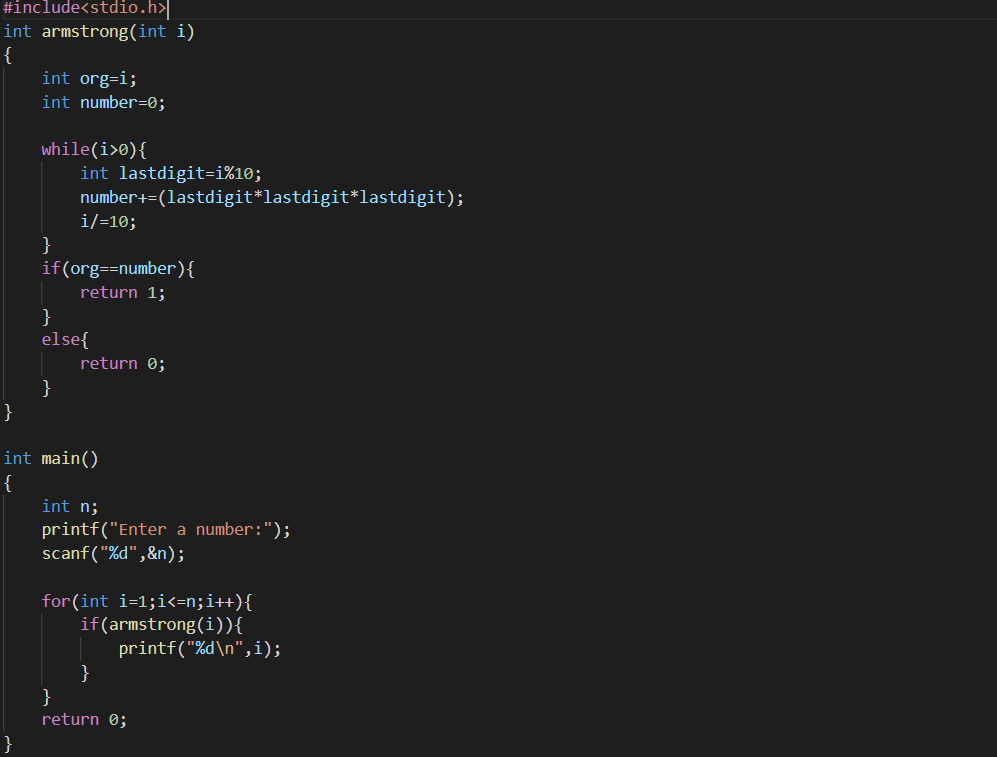 #include<stdio.h>
int armstrong(int i)
{
    int org=i;
    int number=0;

    while(i>0){
        int lastdigit=i%10;
        number+=(lastdigit*lastdigit*lastdigit);
        i/=10;
    }
    if(org==number){
        return 1;
    }
    else{
        return 0;
    }
}

int main()
{
    int n;
    printf("Enter a number:");
    scanf("%d",&n);

    for(int i=1;i<=n;i++){
        if(armstrong(i)){
            printf("%d\n",i);
        }
    }
    return 0;
}